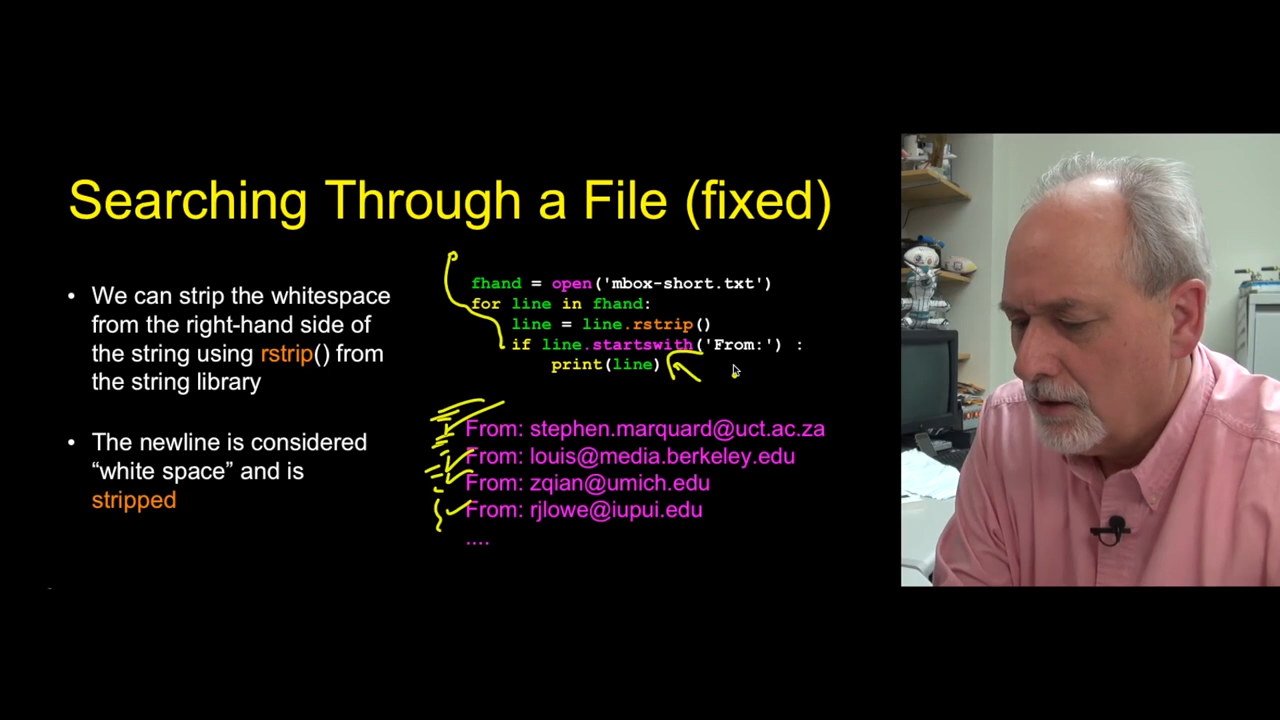 Searching Through a File (fixed)
• We can strip the whitespace
from the right-hand side of
the string using rstrip() from
the string library
• The newline is considered
“white space” and is
stripped
fhand = open('mbox-short.txt')
for line in fhand:
    line = line.rstrip()
    if line.startswith('From:') :
        print(line)
From: stephen.marquard@uct.ac.za
From: louis@media.berkeley.edu
From: zqian@umich.edu
From: rjlowe@iupui.edu
....